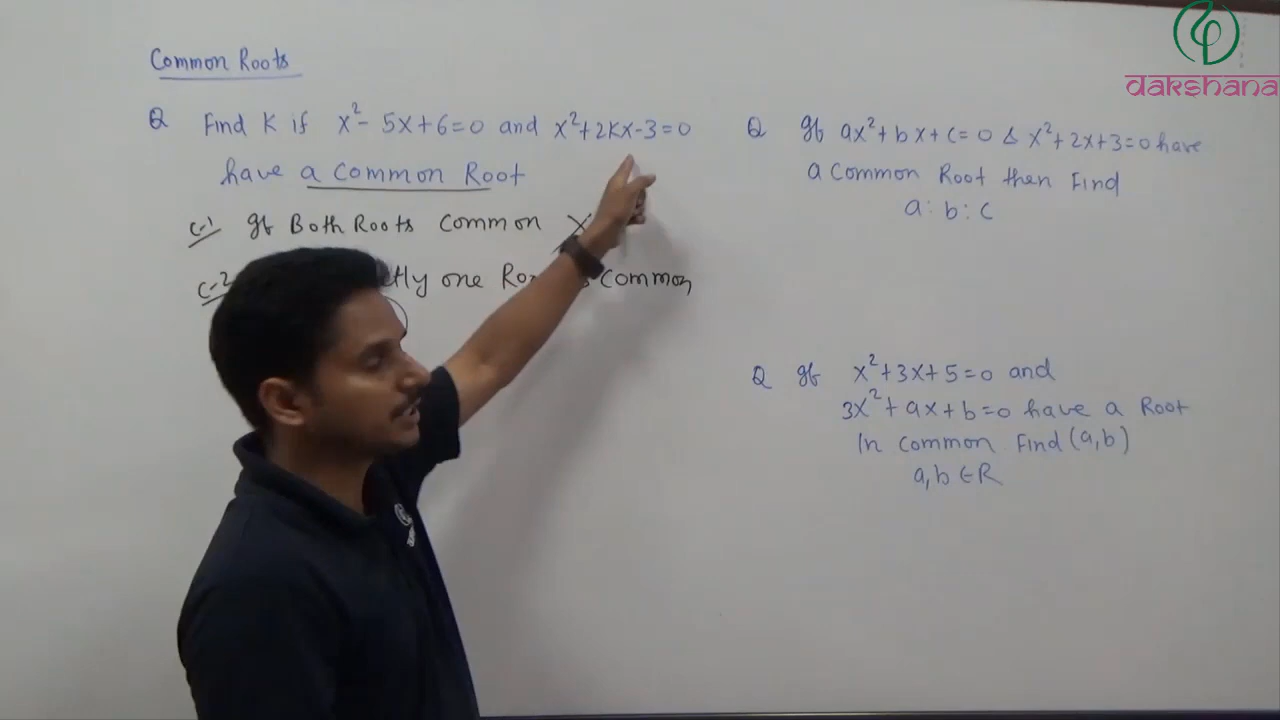 Common Roots
Q Find K if x²- 5x+6=0 and x²+2Kx-3=0
have a Common Root
C-1 If Both Roots Common X
C-2 one Common
Q If ax²+bx+c=0 & x²+2x+3=0 have
a Common Root then Find
a:b:c
Q If x²+3x+5=0 and
3x²+ax+b=0 have a Root
In common Find (a,b)
a,b ∈ R
dakshana